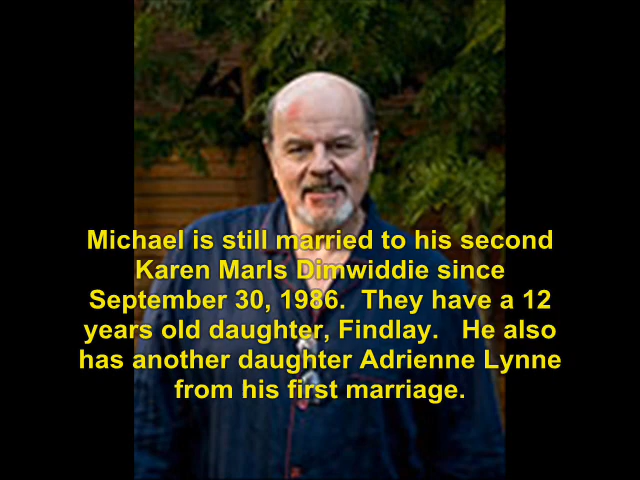 Michael is still married to his second
Karen Marls Dimwiddie since
September 30, 1986.  They have a 12
years old daughter, Findlay.   He also
has another daughter Adrienne Lynne
from his first marriage.